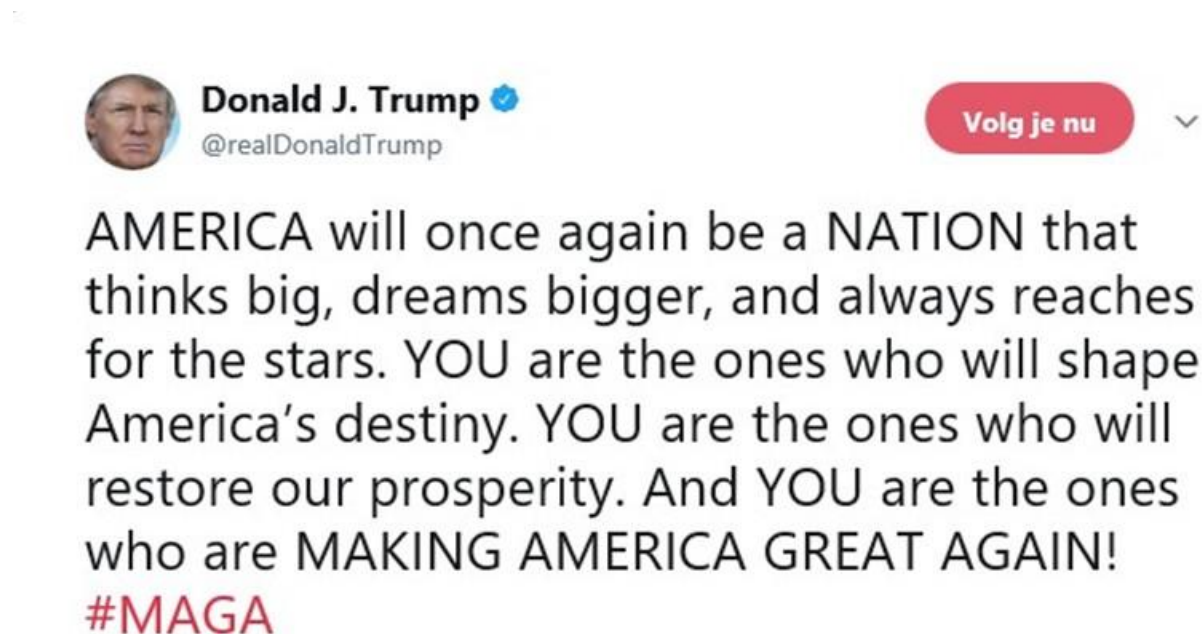 Donald J. Trump
@realDonaldTrump
Volg je nu
AMERICA will once again be a NATION that
thinks big, dreams bigger, and always reaches
for the stars. YOU are the ones who will shape
America's destiny. YOU are the ones who will
restore our prosperity. And YOU are the ones
who are MAKING AMERICA GREAT AGAIN!
#MAGA